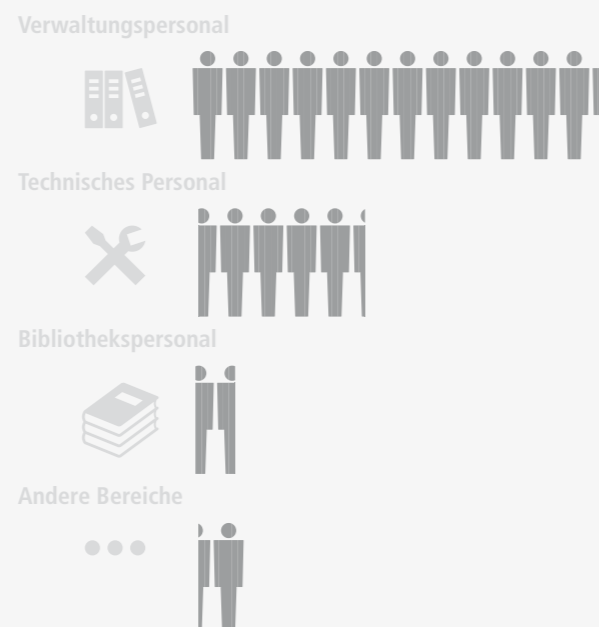 Verwaltungspersonal
Technisches Personal
Bibliothekspersonal
Andere Bereiche